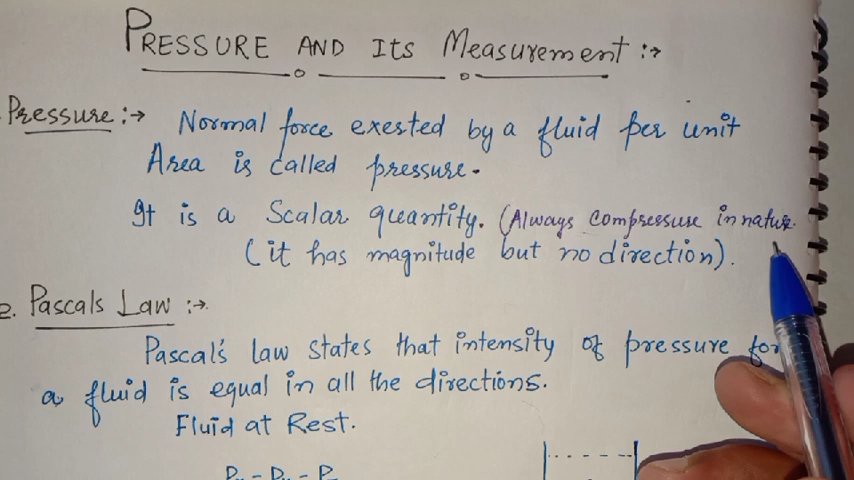 PRESSURE AND Its Measurement :→
Pressure :→ Normal force exested by a fluid per unit
Area is called pressure.
It is a Scalar quantity. (Always compressure in nature.
(it has magnitude but no direction).
2. Pascals Law :→
Pascal's law states that intensity of pressure for
a fluid is equal in all the directions.
Fluid at Rest.